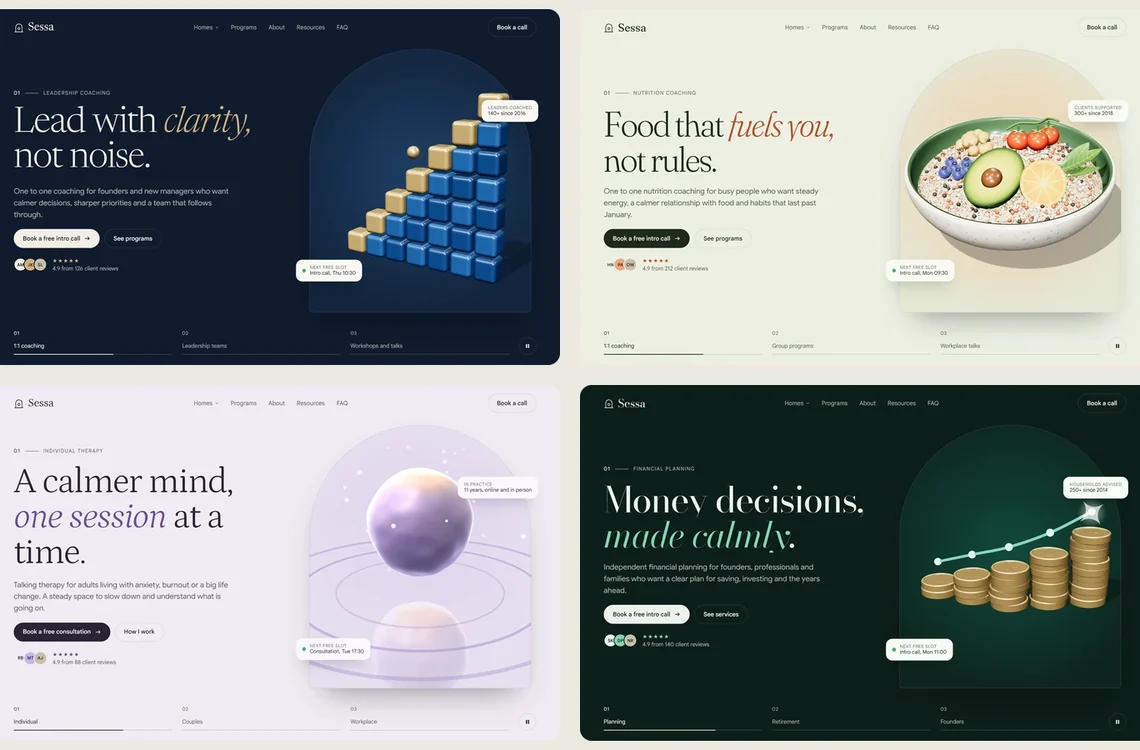 Sessa
Homes Programs About Resources FAQ
Book a call
01 LEADERSHIP COACHING
Lead with clarity,
not noise.
One to one coaching for founders and new managers who want
calmer decisions, sharper priorities and a team that follows
through.
Book a free intro call → See programs
AM JK SL
★★★★★
4.9 from 126 client reviews
LEADERS COACHED
140+ since 2016
NEXT FREE SLOT
Intro call, Thu 10:30
01 02 03
1:1 coaching Leadership teams Workshops and talks
Sessa
Homes Programs About Resources FAQ
Book a call
01 NUTRITION COACHING
Food that fuels you,
not rules.
One to one nutrition coaching for busy people who want steady
energy, a calmer relationship with food and habits that last past
January.
Book a free intro call → See programs
HN PA OW
★★★★★
4.9 from 212 client reviews
CLIENTS SUPPORTED
300+ since 2018
NEXT FREE SLOT
Intro call, Mon 09:30
01 02 03
1:1 coaching Group programs Workplace talks
Sessa
Homes Programs About Resources FAQ
Book a call
01 INDIVIDUAL THERAPY
A calmer mind,
one session at a
time.
Talking therapy for adults living with anxiety, burnout or a big life
change. A steady space to slow down and understand what is
going on.
Book a free consultation → How I work
RB MT AJ
★★★★★
4.9 from 88 client reviews
IN PRACTICE
11 years, online and in person
NEXT FREE SLOT
Consultation, Tue 17:30
01 02 03
Individual Couples Workplace
Sessa
Homes Programs About Resources FAQ
Book a call
01 FINANCIAL PLANNING
Money decisions,
made calmly.
Independent financial planning for founders, professionals and
families who want a clear plan for saving, investing and the years
ahead.
Book a free intro call → See services
SK DP NR
★★★★★
4.9 from 140 client reviews
HOUSEHOLDS ADVISED
250+ since 2014
NEXT FREE SLOT
Intro call, Mon 11:00
01 02 03
Planning Retirement Founders